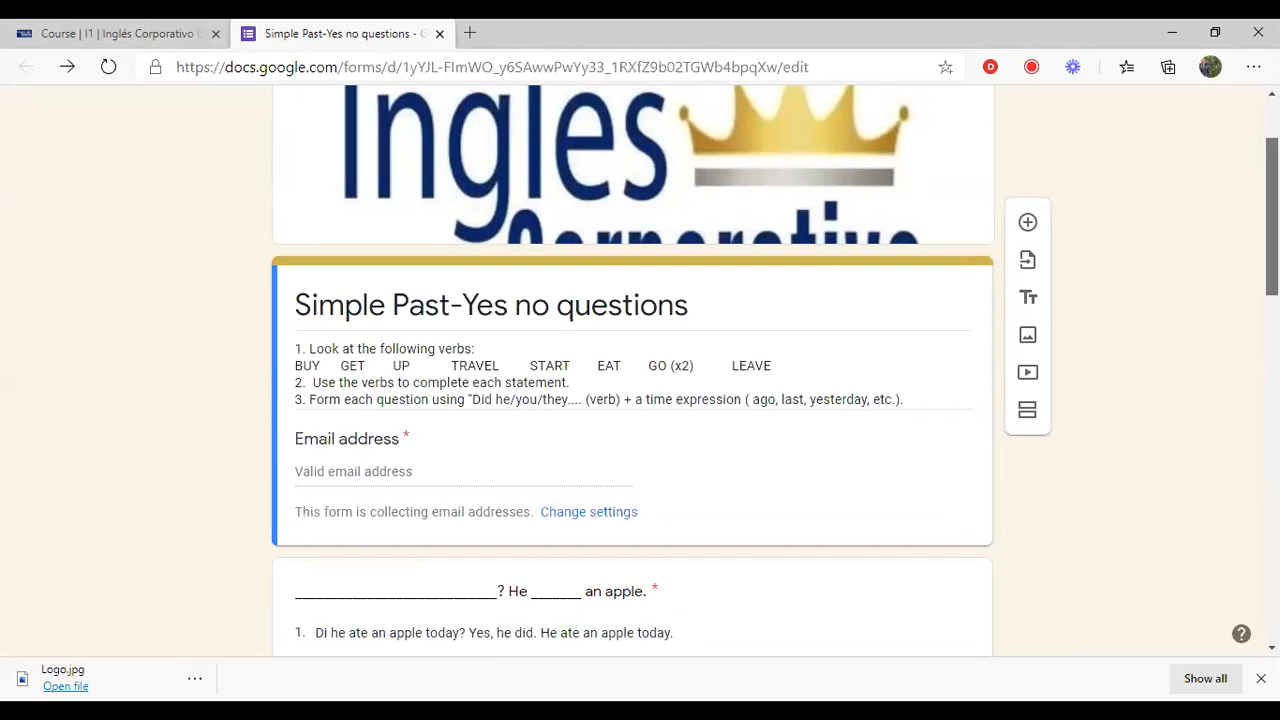 Course | I1 | Inglés Corporativo C
Simple Past-Yes no questions - G
https://docs.google.com/forms/d/1yYJL-FImWO_y6SAwwPwYy33_1RXfZ9b02TGWb4bpqXw/edit
Inglés
Corporativo
Simple Past-Yes no questions
1. Look at the following verbs:
BUY GET UP TRAVEL START EAT GO (x2) LEAVE
2. Use the verbs to complete each statement.
3. Form each question using "Did he/you/they.... (verb) + a time expression ( ago, last, yesterday, etc.).
Email address *
Valid email address
This form is collecting email addresses. Change settings
___________________________? He _______ an apple. *
1. Di he ate an apple today? Yes, he did. He ate an apple today.
Logo.jpg
Open file
Show all